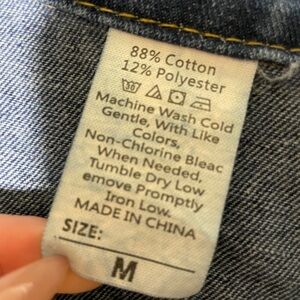 88% Cotton
12% Polyester
30
Machine Wash Cold
Gentle, With Like
Colors,
Non-Chlorine Bleac
When Needed,
Tumble Dry Low
emove Promptly
Iron Low.
MADE IN CHINA
SIZE:
M